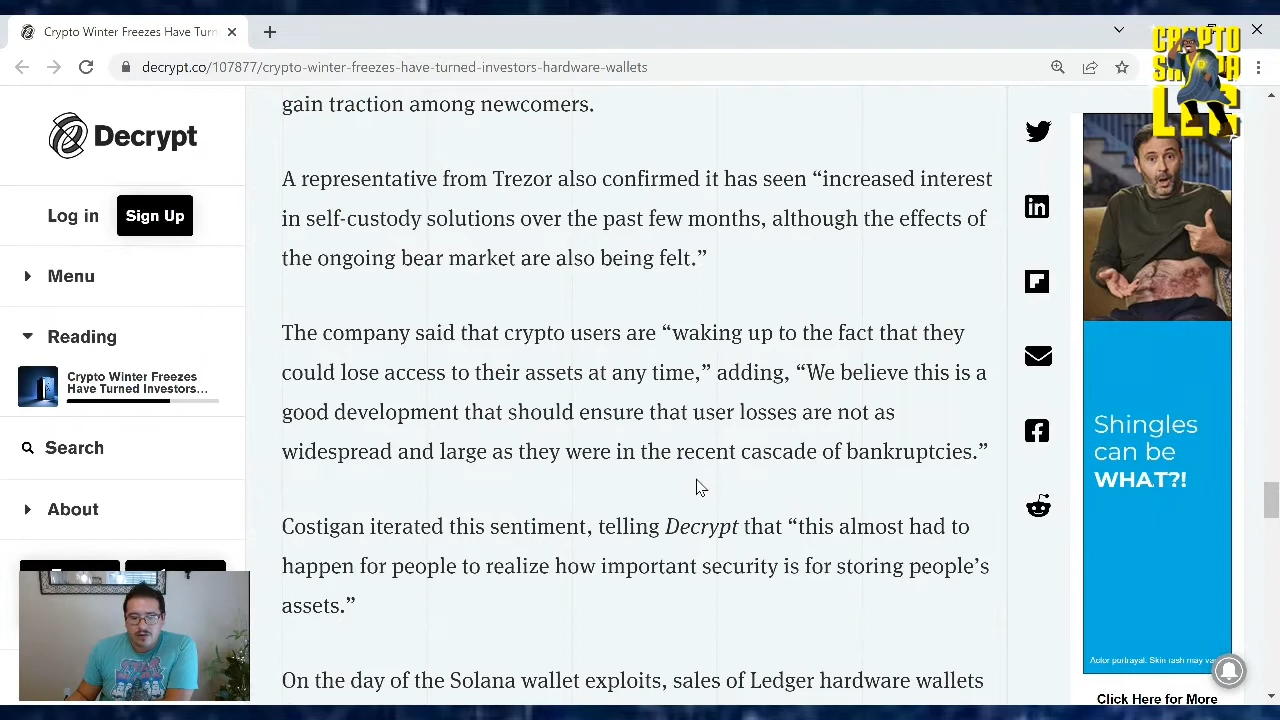 Crypto Winter Freezes Have Turn
decrypt.co/107877/crypto-winter-freezes-have-turned-investors-hardware-wallets
CRYPTO
LEO
Decrypt
Log in
Sign Up
Menu
Reading
Crypto Winter Freezes
Have Turned Investors...
Search
About
gain traction among newcomers.
A representative from Trezor also confirmed it has seen “increased interest
in self-custody solutions over the past few months, although the effects of
the ongoing bear market are also being felt.”
The company said that crypto users are “waking up to the fact that they
could lose access to their assets at any time,” adding, “We believe this is a
good development that should ensure that user losses are not as
widespread and large as they were in the recent cascade of bankruptcies.”
Costigan iterated this sentiment, telling Decrypt that “this almost had to
happen for people to realize how important security is for storing people’s
assets.”
On the day of the Solana wallet exploits, sales of Ledger hardware wallets
Shingles
can be
WHAT?!
Actor portrayal. Skin rash may
Click Here for More